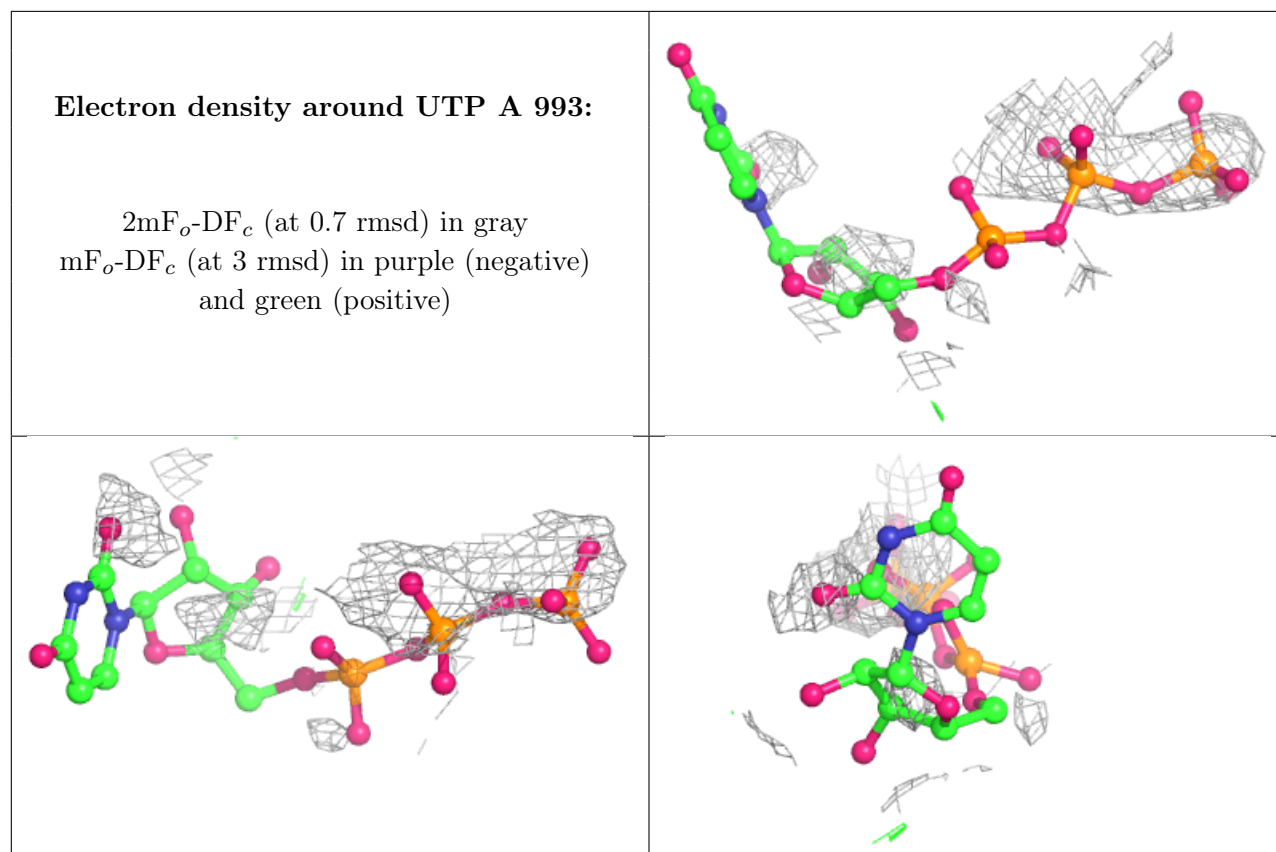 Electron density around UTP A 993:
2mFo-DFc (at 0.7 rmsd) in gray
mFo-DFc (at 3 rmsd) in purple (negative)
and green (positive)